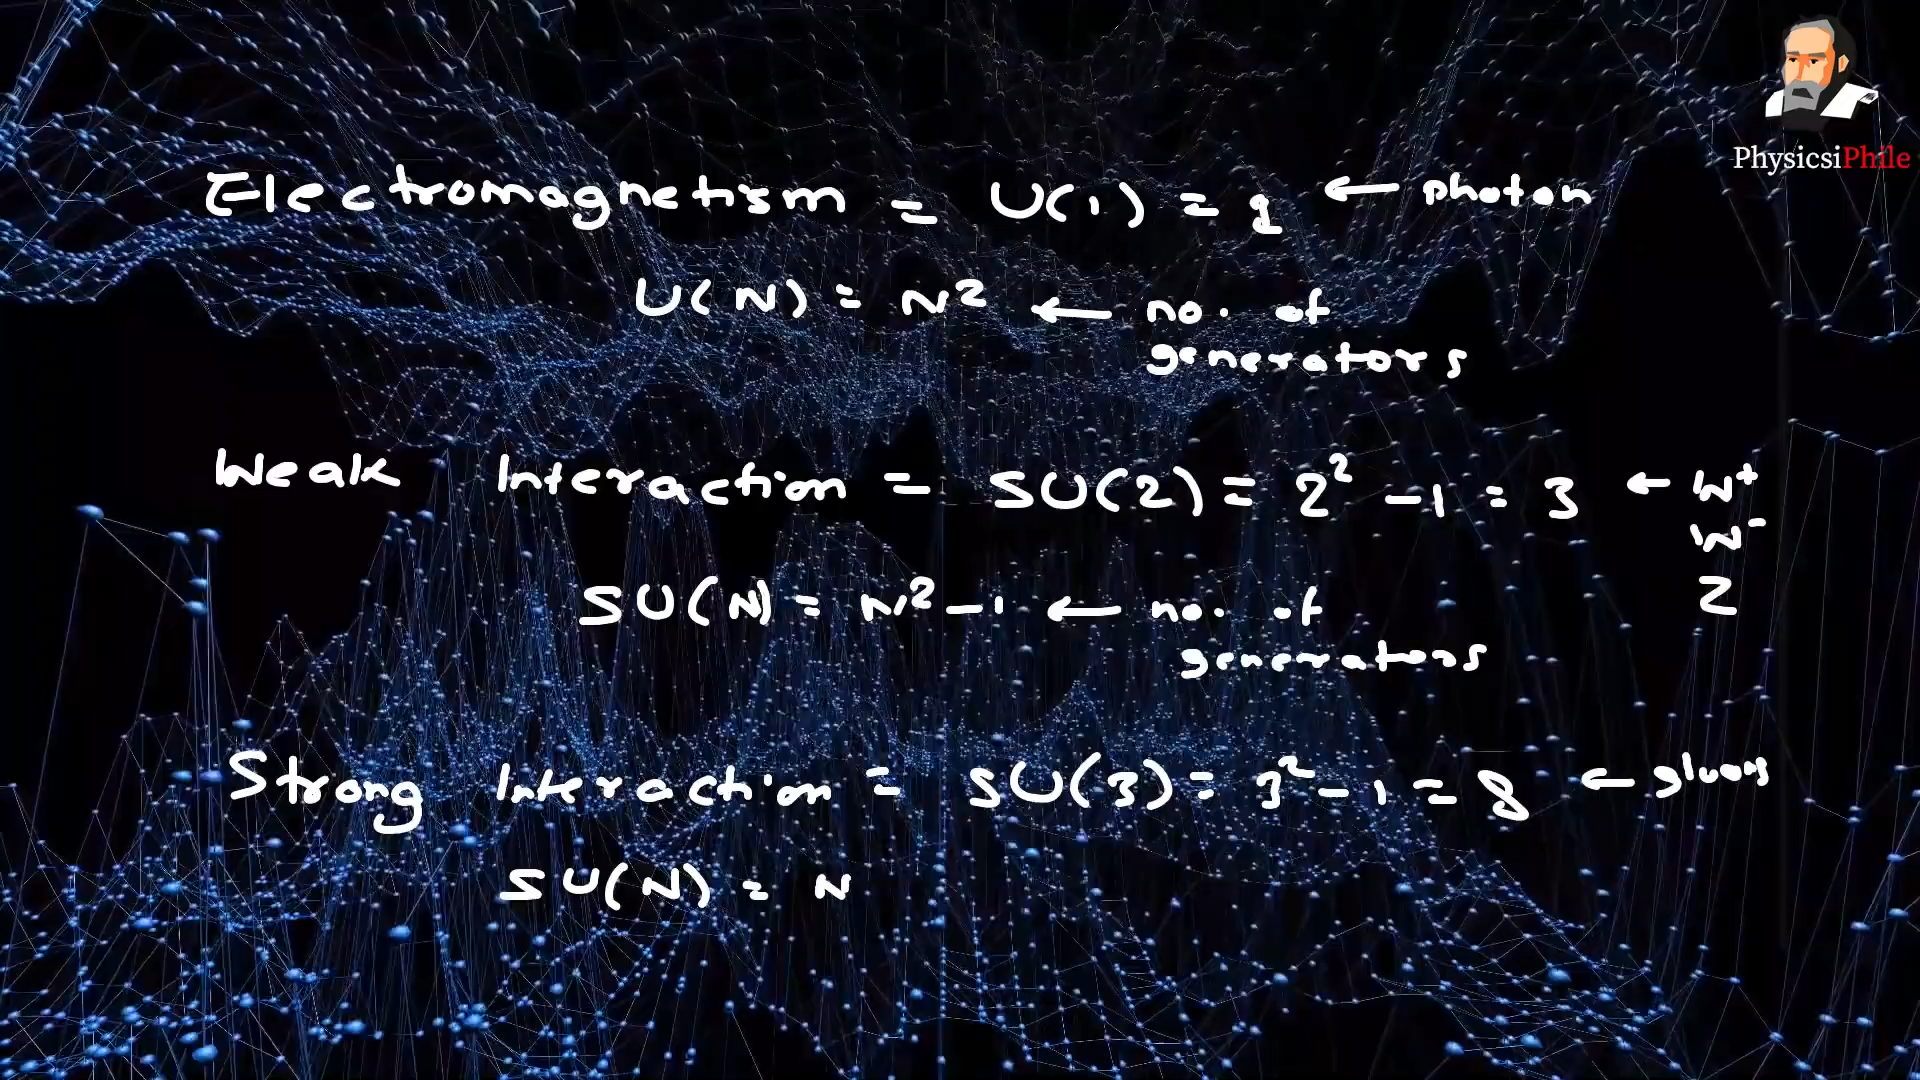 PhysicsiPhile
Electromagnetism = U(1) = 1 ← photon
U(N) = N² ← no. of
generators
Weak Interaction = SU(2) = 2² - 1 = 3 ← W⁺
W⁻
Z
SU(N) = N² - 1 ← no. of
generators
Strong Interaction = SU(3) = 3² - 1 = 8 ← gluons
SU(N) = N